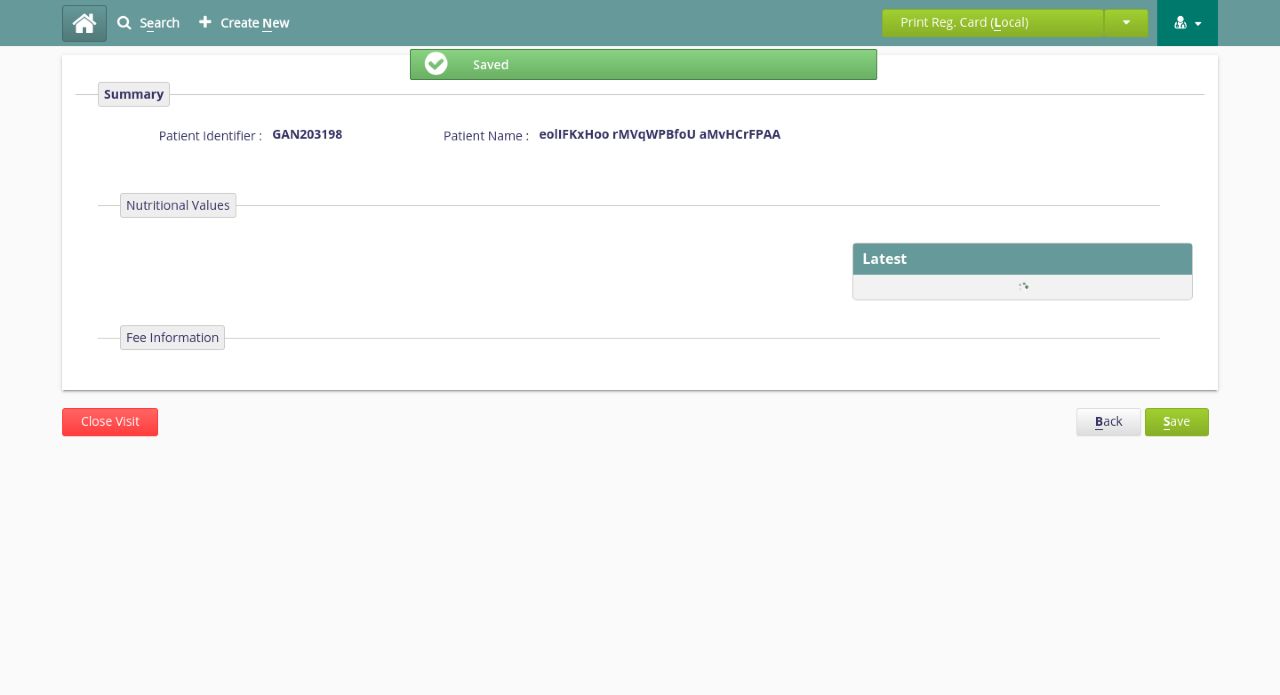 Search
Create New
Print Reg. Card (Local)
Saved
Summary
Patient Identifier : GAN203198
Patient Name : eolIFKxHoo rMVqWPBfoU aMvHCrFPAA
Nutritional Values
Latest
Fee Information
Close Visit
Back
Save